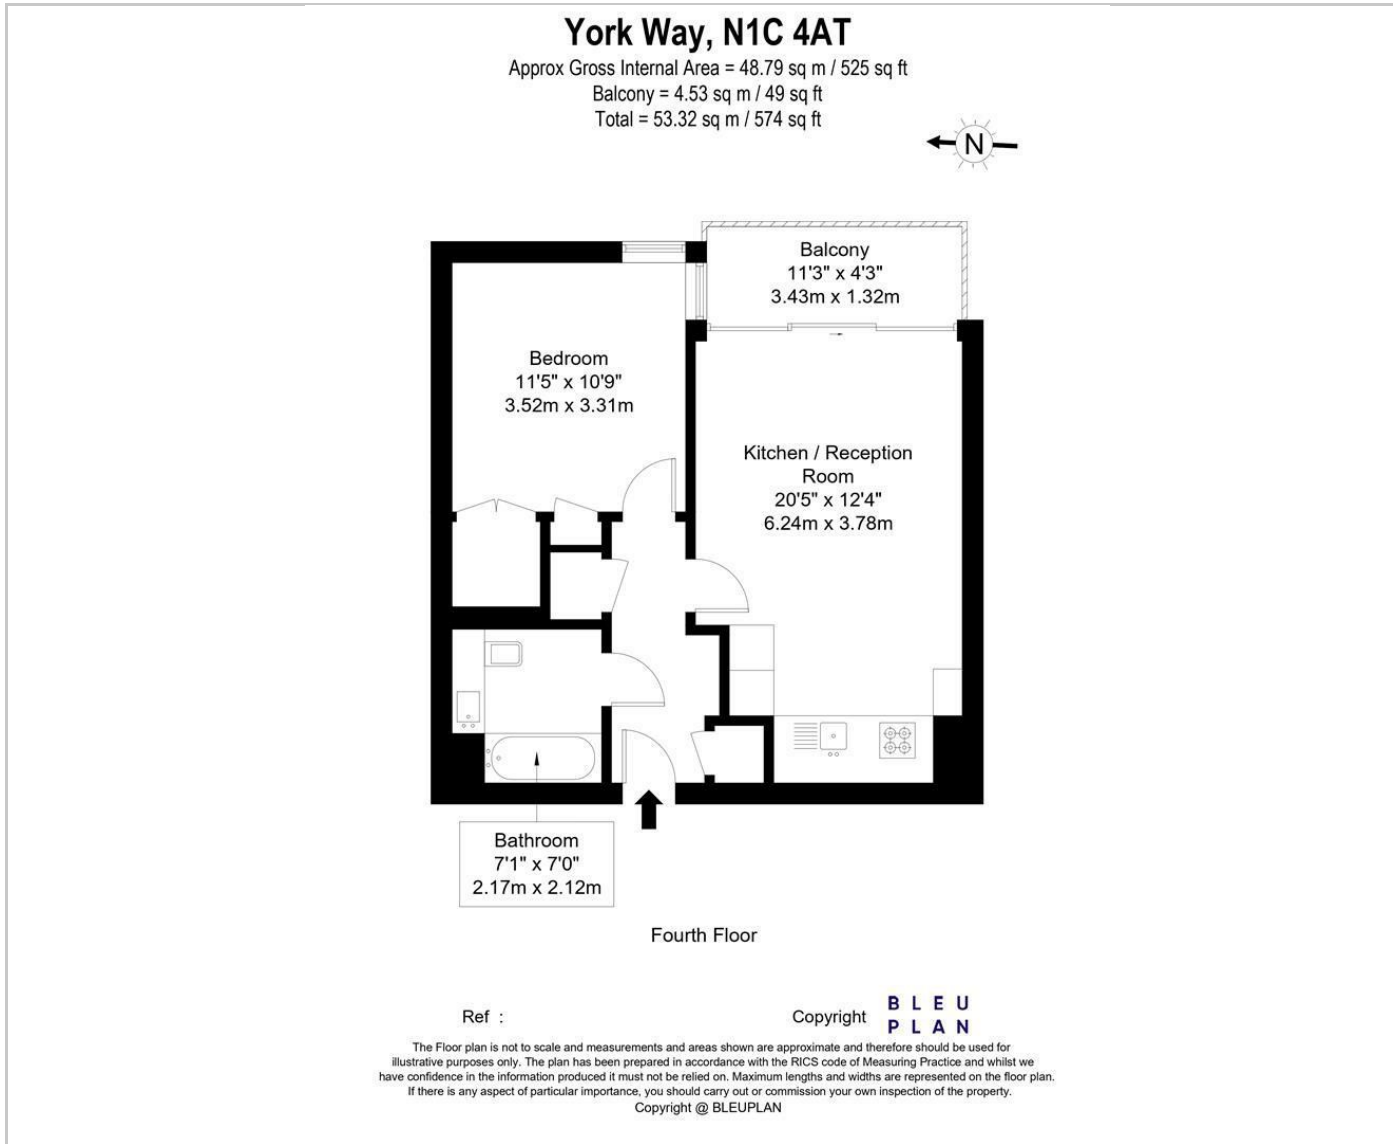 York Way, N1C 4AT
Approx Gross Internal Area = 48.79 sq m / 525 sq ft
Balcony = 4.53 sq m / 49 sq ft
Total = 53.32 sq m / 574 sq ft
N
Balcony
11'3" x 4'3"
3.43m x 1.32m
Bedroom
11'5" x 10'9"
3.52m x 3.31m
Kitchen / Reception
Room
20'5" x 12'4"
6.24m x 3.78m
Bathroom
7'1" x 7'0"
2.17m x 2.12m
Fourth Floor
Ref :
Copyright
BLEU
PLAN
The Floor plan is not to scale and measurements and areas shown are approximate and therefore should be used for
illustrative purposes only. The plan has been prepared in accordance with the RICS code of Measuring Practice and whilst we
have confidence in the information produced it must not be relied on. Maximum lengths and widths are represented on the floor plan.
If there is any aspect of particular importance, you should carry out or commission your own inspection of the property.
Copyright @ BLEUPLAN